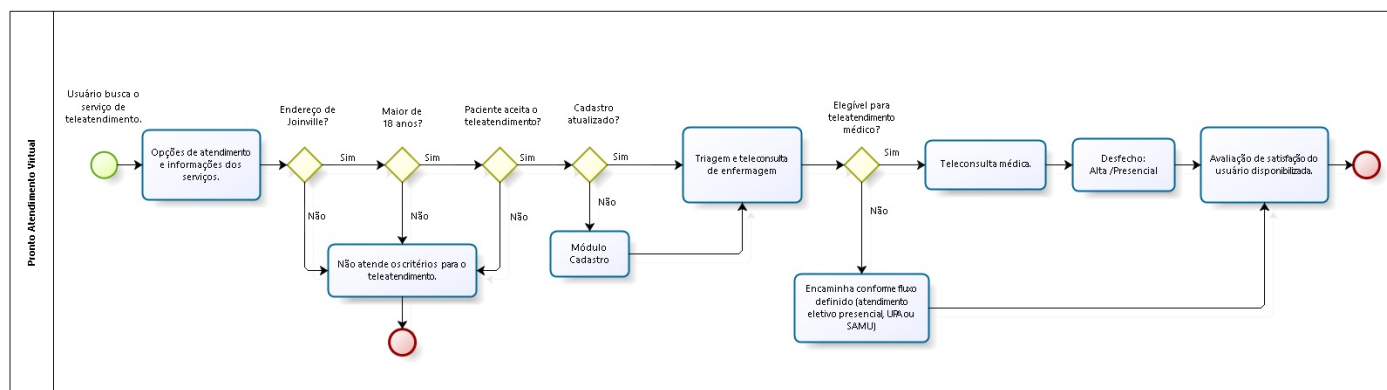 Pronto Atendimento Virtual
Usuário busca o
serviço de
teleatendimento.
Opções de atendimento
e informações dos
serviços.
Endereço de
Joinville?
Sim
Não
Maior de
18 anos?
Sim
Não
Paciente aceita o
teleatendimento?
Sim
Não
Não atende os critérios para o
teleatendimento.
Cadastro
atualizado?
Sim
Não
Módulo
Cadastro
Triagem e teleconsulta
de enfermagem
Elegível para
teleatendimento
médico?
Sim
Não
Encaminha conforme fluxo
definido (atendimento
eletivo presencial, UPA ou
SAMU)
Teleconsulta médica.
Desfecho:
Alta /Presencial
Avaliação de satisfação do
usuário disponibilizada.